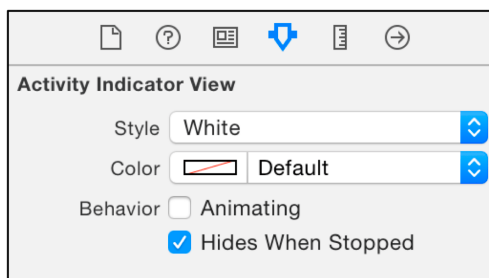 Activity Indicator View
Style White
Color Default
Behavior Animating
Hides When Stopped